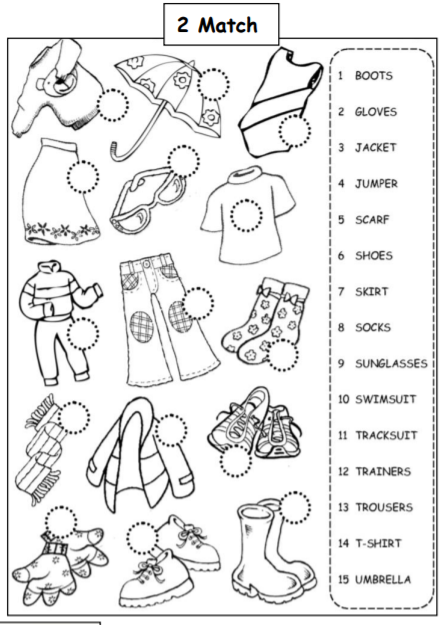 2 Match
1 BOOTS
2 GLOVES
3 JACKET
4 JUMPER
5 SCARF
6 SHOES
7 SKIRT
8 SOCKS
9 SUNGLASSES
10 SWIMSUIT
11 TRACKSUIT
12 TRAINERS
13 TROUSERS
14 T-SHIRT
15 UMBRELLA